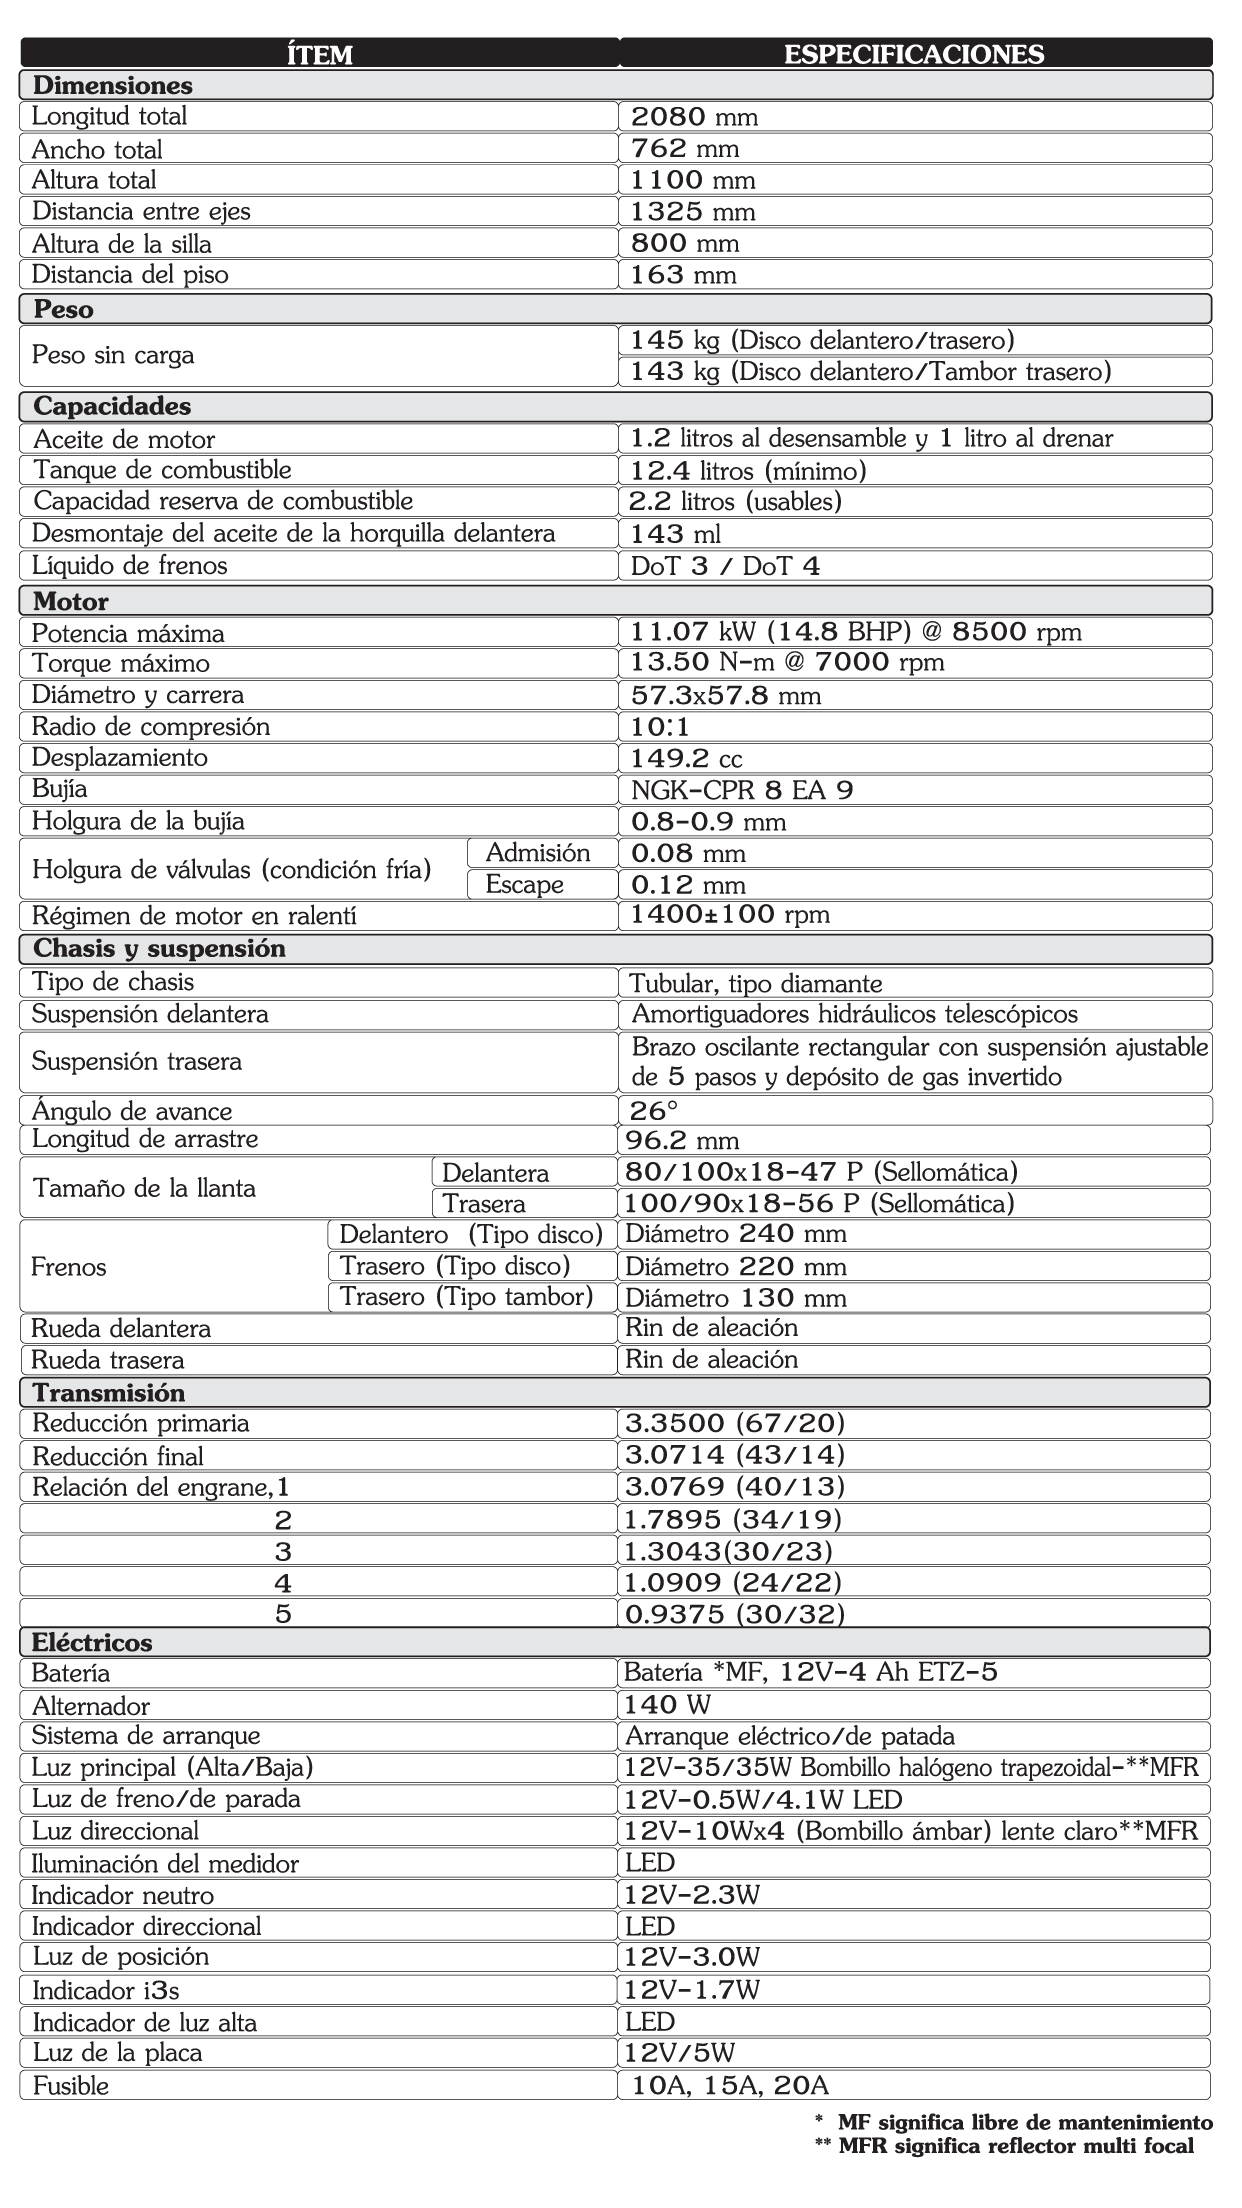 ÍTEM ESPECIFICACIONES
Dimensiones
Longitud total 2080 mm
Ancho total 762 mm
Altura total 1100 mm
Distancia entre ejes 1325 mm
Altura de la silla 800 mm
Distancia del piso 163 mm
Peso
Peso sin carga 145 kg (Disco delantero/trasero)
143 kg (Disco delantero/Tambor trasero)
Capacidades
Aceite de motor 1.2 litros al desensamble y 1 litro al drenar
Tanque de combustible 12.4 litros (mínimo)
Capacidad reserva de combustible 2.2 litros (usables)
Desmontaje del aceite de la horquilla delantera 143 ml
Líquido de frenos DoT 3 / DoT 4
Motor
Potencia máxima 11.07 kW (14.8 BHP) @ 8500 rpm
Torque máximo 13.50 N-m @ 7000 rpm
Diámetro y carrera 57.3x57.8 mm
Radio de compresión 10:1
Desplazamiento 149.2 cc
Bujía NGK-CPR 8 EA 9
Holgura de la bujía 0.8-0.9 mm
Holgura de válvulas (condición fría) Admisión 0.08 mm
Escape 0.12 mm
Régimen de motor en ralentí 1400±100 rpm
Chasis y suspensión
Tipo de chasis Tubular, tipo diamante
Suspensión delantera Amortiguadores hidráulicos telescópicos
Suspensión trasera Brazo oscilante rectangular con suspensión ajustable
de 5 pasos y depósito de gas invertido
Ángulo de avance 26°
Longitud de arrastre 96.2 mm
Tamaño de la llanta Delantera 80/100x18-47 P (Sellomática)
Trasera 100/90x18-56 P (Sellomática)
Frenos Delantero (Tipo disco) Diámetro 240 mm
Trasero (Tipo disco) Diámetro 220 mm
Trasero (Tipo tambor) Diámetro 130 mm
Rueda delantera Rin de aleación
Rueda trasera Rin de aleación
Transmisión
Reducción primaria 3.3500 (67/20)
Reducción final 3.0714 (43/14)
Relación del engrane,1 3.0769 (40/13)
2 1.7895 (34/19)
3 1.3043(30/23)
4 1.0909 (24/22)
5 0.9375 (30/32)
Eléctricos
Batería Batería *MF, 12V-4 Ah ETZ-5
Alternador 140 W
Sistema de arranque Arranque eléctrico/de patada
Luz principal (Alta/Baja) 12V-35/35W Bombillo halógeno trapezoidal-**MFR
Luz de freno/de parada 12V-0.5W/4.1W LED
Luz direccional 12V-10Wx4 (Bombillo ámbar) lente claro**MFR
Iluminación del medidor LED
Indicador neutro 12V-2.3W
Indicador direccional LED
Luz de posición 12V-3.0W
Indicador i3s 12V-1.7W
Indicador de luz alta LED
Luz de la placa 12V/5W
Fusible 10A, 15A, 20A
* MF significa libre de mantenimiento
** MFR significa reflector multi focal